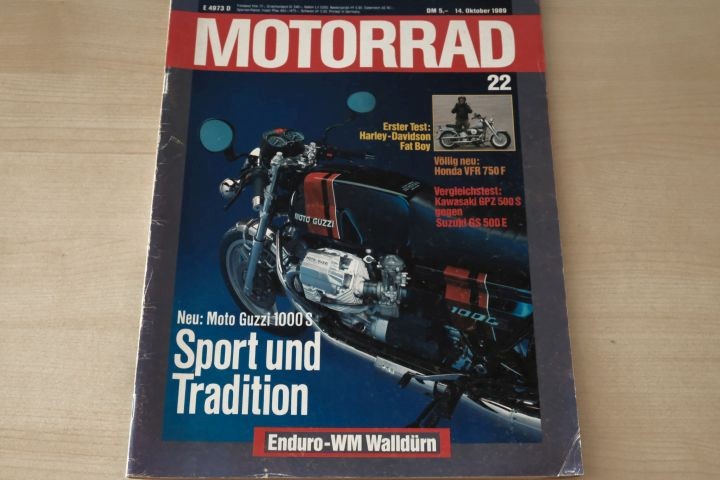 E 4973 D
DM 5,– 14. Oktober 1989
MOTORRAD
22
Erster Test:
Harley-Davidson
Fat Boy
Völlig neu:
Honda VFR 750 F
Vergleichstest:
Kawasaki GPZ 500 S
gegen
Suzuki GS 500 E
MOTO GUZZI
1000
Neu: Moto Guzzi 1000 S
Sport und
Tradition
Enduro-WM Walldürn